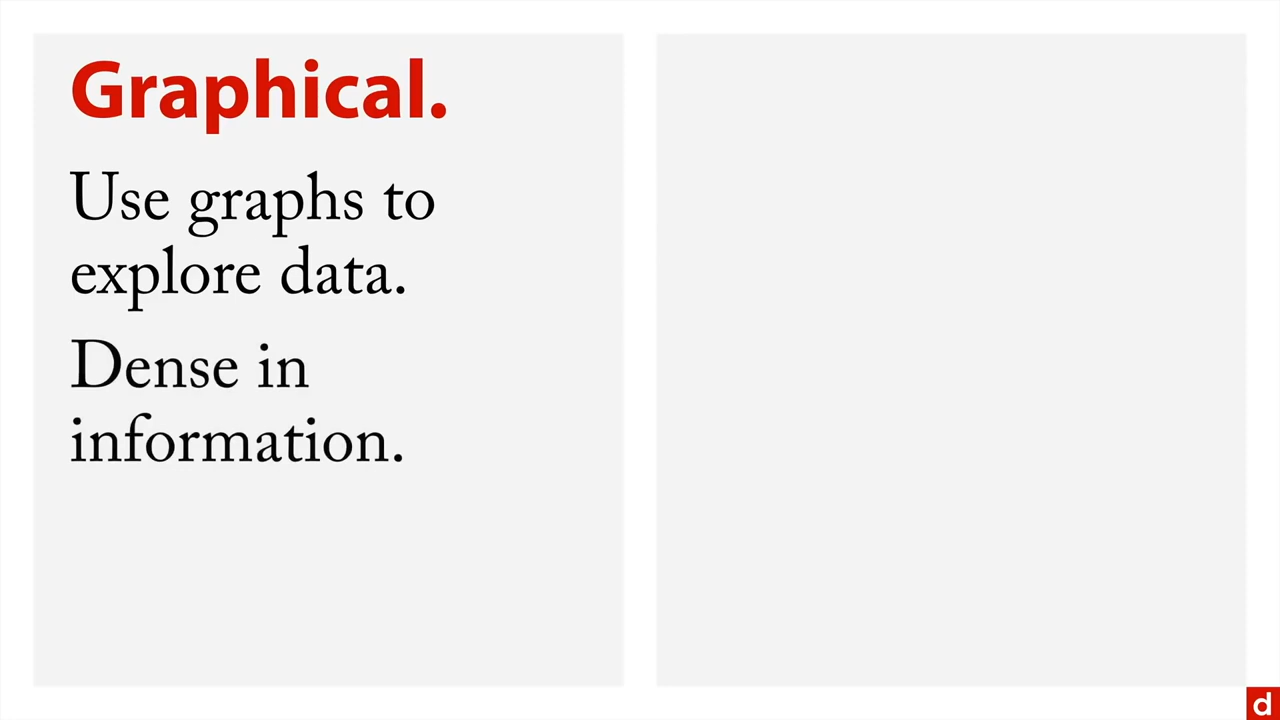 Graphical.
Use graphs to
explore data.
Dense in
information.
d